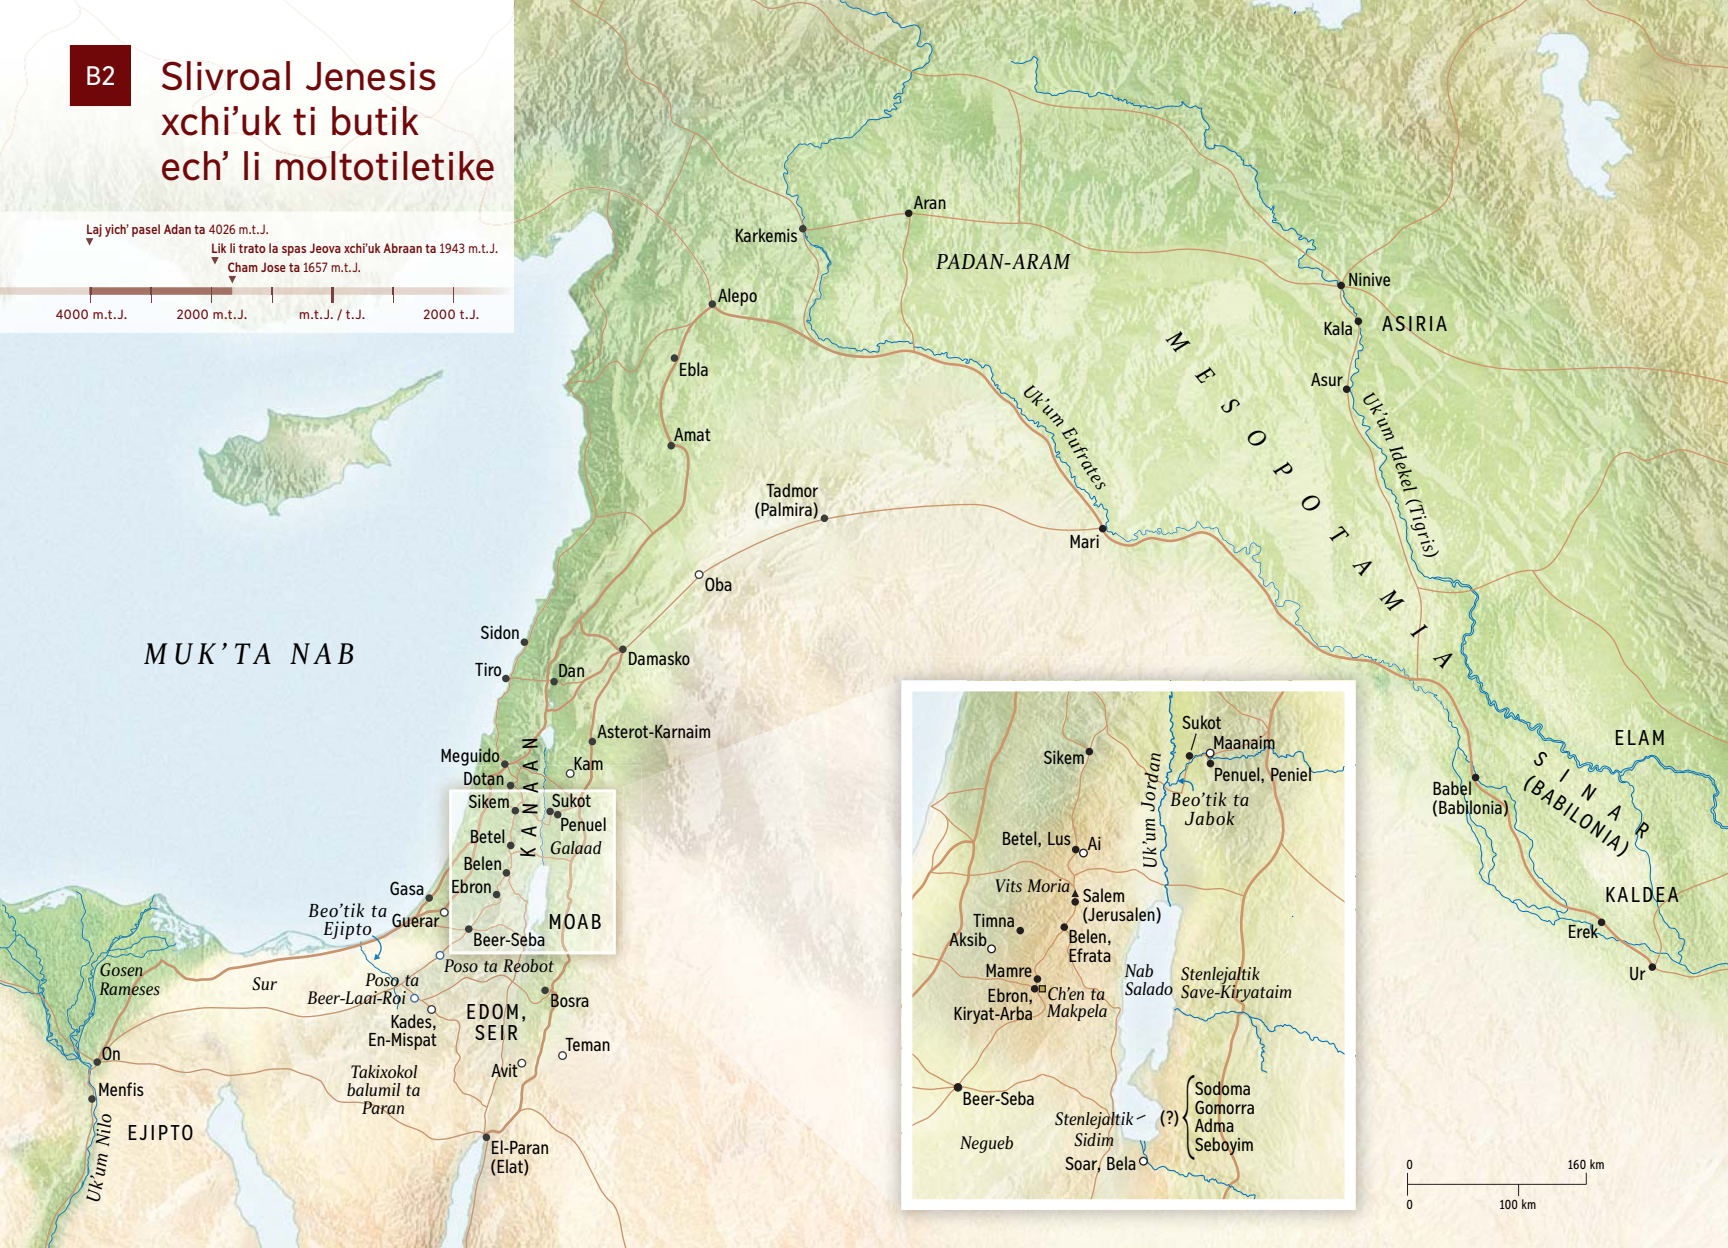 B2
Slivroal Jenesis
xchi’uk ti butik
ech’ li moltotiletike
Laj yich’ pasel Adan ta 4026 m.t.J.
Lik li trato la spas Jeova xchi’uk Abraan ta 1943 m.t.J.
Cham Jose ta 1657 m.t.J.
4000 m.t.J.
2000 m.t.J.
m.t.J. / t.J.
2000 t.J.
Aran
Karkemis
PADAN-ARAM
Ninive
Alepo
Kala
ASIRIA
MESOPOTAMIA
Ebla
Asur
Uk’um Eufrates
Uk’um Idekel (Tigris)
Amat
Tadmor
(Palmira)
Mari
Oba
MUK’TA NAB
Sidon
Damasko
Tiro
Dan
Asterot-Karnaim
KANAAN
Meguido
Kam
Dotan
Sikem
Sukot
Penuel
Betel
Galaad
Belen
Ebron
Gasa
Beo’tik ta
Ejipto
Guerar
MOAB
Beer-Seba
Poso ta Reobot
Gosen
Rameses
Sur
Poso ta
Beer-Laai-Roi
Bosra
Kades,
En-Mispat
EDOM,
SEIR
Teman
On
Avit
Takixokol
balumil ta
Paran
Menfis
EJIPTO
Uk’um Nilo
El-Paran
(Elat)
ELAM
SINAR
(BABILONIA)
Babel
(Babilonia)
KALDEA
Erek
Ur
Sukot
Maanaim
Sikem
Penuel, Peniel
Uk’um Jordan
Beo’tik ta
Jabok
Betel, Lus
Ai
Vits Moria
Salem
(Jerusalen)
Timna
Aksib
Belen,
Efrata
Mamre
Nab
Salado
Stenlejaltik
Save-Kiryataim
Ebron,
Kiryat-Arba
Ch’en ta
Makpela
Beer-Seba
Stenlejaltik
Sidim
(?)
Sodoma
Gomorra
Adma
Seboyim
Negueb
Soar, Bela
0
160 km
0
100 km